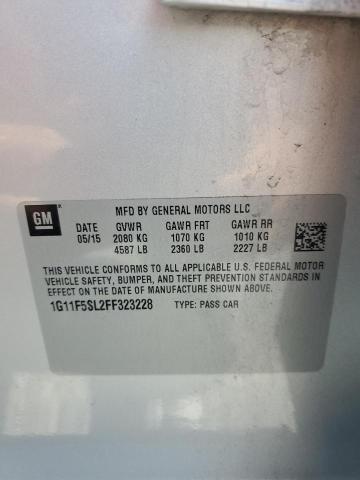 GM
MFD BY GENERAL MOTORS LLC
DATE GVWR GAWR FRT GAWR RR
05/15 2080 KG 1070 KG 1010 KG
4587 LB 2360 LB 2227 LB
THIS VEHICLE CONFORMS TO ALL APPLICABLE U.S. FEDERAL MOTOR
VEHICLE SAFETY, BUMPER, AND THEFT PREVENTION STANDARDS IN
EFFECT ON THE DATE OF MANUFACTURE SHOWN ABOVE.
1G11F5SL2FF323228 TYPE: PASS CAR